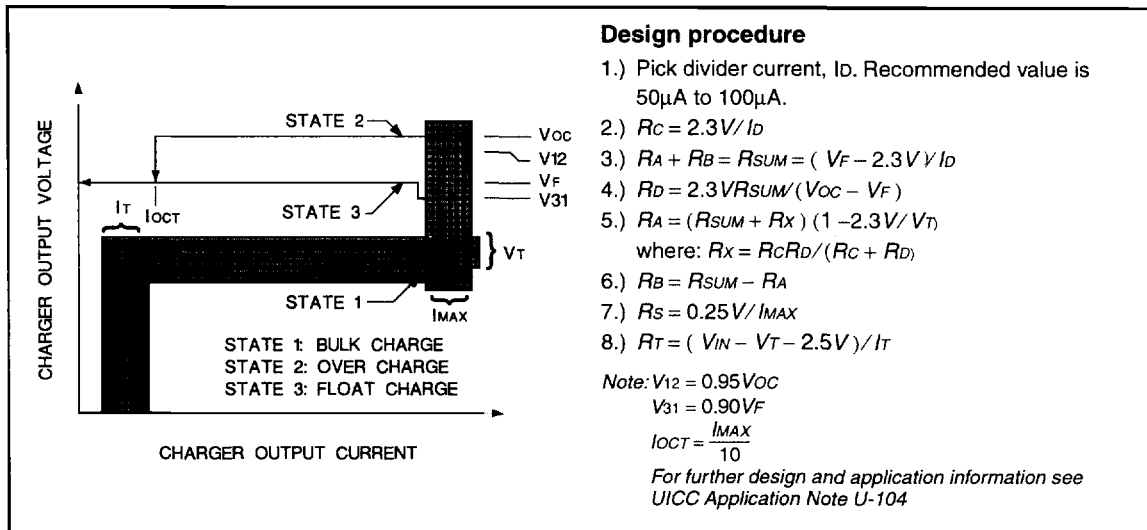 CHARGER OUTPUT VOLTAGE
STATE 2
VOC
V12
VF
V31
IT
IOCT
STATE 3
VT
STATE 1
IMAX
STATE 1: BULK CHARGE
STATE 2: OVER CHARGE
STATE 3: FLOAT CHARGE
CHARGER OUTPUT CURRENT
Design procedure
1.) Pick divider current, ID. Recommended value is
50µA to 100µA.
2.) RC = 2.3V/ID
3.) RA + RB = RSUM = ( VF – 2.3 V)/ID
4.) RD = 2.3 VRSUM/(VOC – VF)
5.) RA = (RSUM + RX ) (1 –2.3 V/ VT)
where: RX = RCRD/(RC + RD)
6.) RB = RSUM – RA
7.) RS = 0.25 V/IMAX
8.) RT = ( VIN – VT – 2.5V )/IT
Note: V12 = 0.95VOC
V31 = 0.90VF
IOCT = IMAX/10
For further design and application information see
UICC Application Note U-104